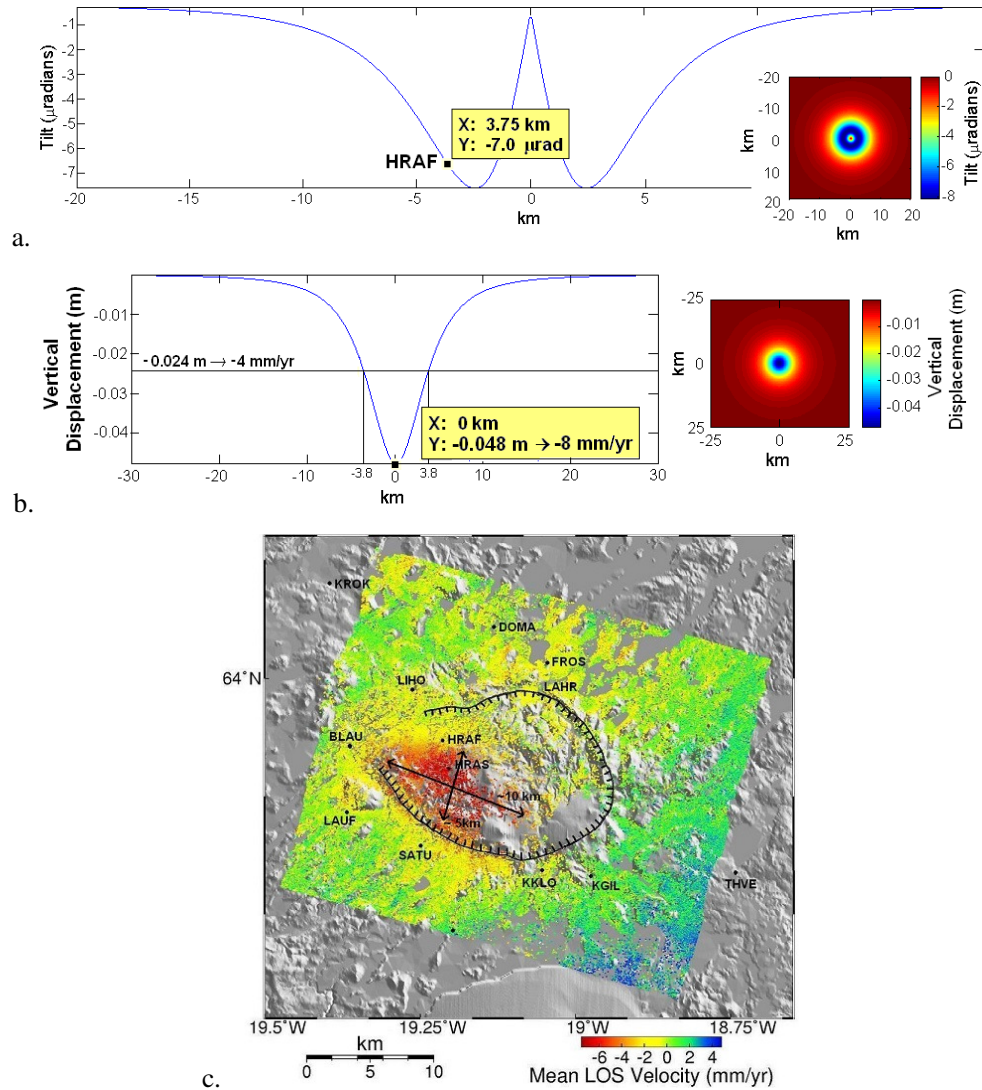 Tilt (μradians)
-1
-2
-3
-4
-5
-6
-7
-20
-15
-10
-5
0
5
km
HRAF
X: 3.75 km
Y: -7.0 μrad
-20
-10
0
10
20
km
-20
-10
0
10
20
km
0
-2
-4
-6
-8
Tilt (μradians)
a.
Vertical
Displacement (m)
-0.01
-0.02
-0.03
-0.04
-0.024 m → -4 mm/yr
X: 0 km
Y: -0.048 m → -8 mm/yr
-30
-20
-10
-3.8
0
3.8
10
20
30
km
-25
0
25
km
-25
0
25
km
-0.01
-0.02
-0.03
-0.04
Vertical
Displacement (m)
b.
64°N
KROK
DOMA
FROS
LIHO
LAHR
BLAU
HRAF
HRAS
~10 km
~ 5km
LAUF
SATU
KKLO
KGIL
THVE
19.5°W
19.25°W
19°W
18.75°W
km
0
5
10
-6
-4
-2
0
2
4
Mean LOS Velocity (mm/yr)
c.